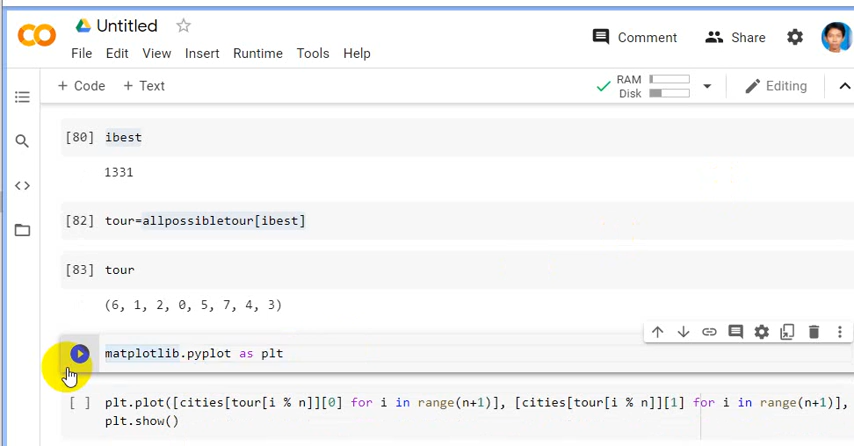 Untitled
File Edit View Insert Runtime Tools Help
Comment Share
+ Code + Text
RAM
Disk
Editing
[80] ibest
1331
[82] tour=allpossibletour[ibest]
[83] tour
(6, 1, 2, 0, 5, 7, 4, 3)
matplotlib.pyplot as plt
[ ] plt.plot([cities[tour[i % n]][0] for i in range(n+1)], [cities[tour[i % n]][1] for i in range(n+1)],
plt.show()